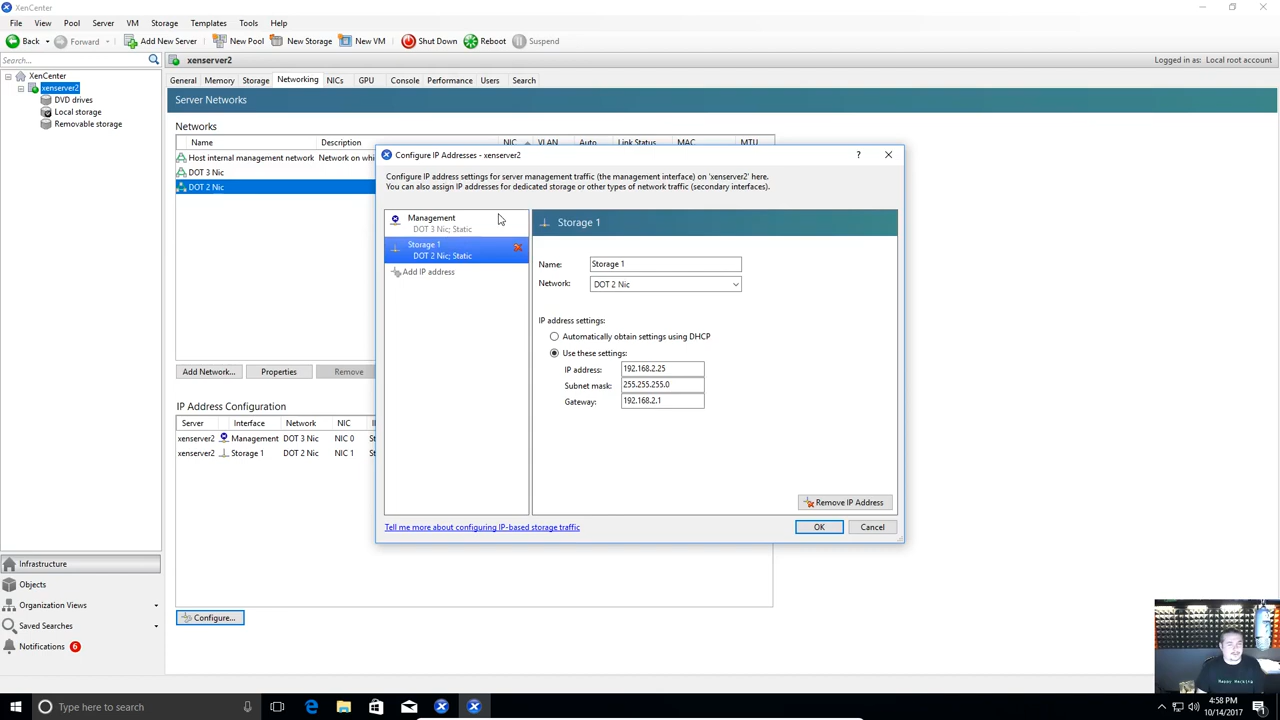 XenCenter
File View Pool Server VM Storage Templates Tools Help
Back Forward Add New Server New Pool New Storage New VM Shut Down Reboot Suspend
Search...
xenserver2
Logged in as: Local root account
XenCenter
xenserver2
DVD drives
Local storage
Removable storage
General Memory Storage Networking NICs GPU Console Performance Users Search
Server Networks
Networks
Name Description NIC VLAN Auto Link Status MAC MTU
Host internal management network Network on whi
DOT 3 Nic
DOT 2 Nic
Add Network... Properties Remove
IP Address Configuration
Server Interface Network NIC
xenserver2 Management DOT 3 Nic NIC 0 St
xenserver2 Storage 1 DOT 2 Nic NIC 1 St
Configure...
Configure IP Addresses - xenserver2
?
Configure IP address settings for server management traffic (the management interface) on 'xenserver2' here.
You can also assign IP addresses for dedicated storage or other types of network traffic (secondary interfaces).
Management
DOT 3 Nic; Static
Storage 1
DOT 2 Nic; Static
Add IP address
Storage 1
Name: Storage 1
Network: DOT 2 Nic
IP address settings:
Automatically obtain settings using DHCP
Use these settings:
IP address: 192.168.2.25
Subnet mask: 255.255.255.0
Gateway: 192.168.2.1
Remove IP Address
Tell me more about configuring IP-based storage traffic
OK Cancel
Infrastructure
Objects
Organization Views
Saved Searches
Notifications 6
Happy Hacking
Type here to search
4:58 PM
10/14/2017
1